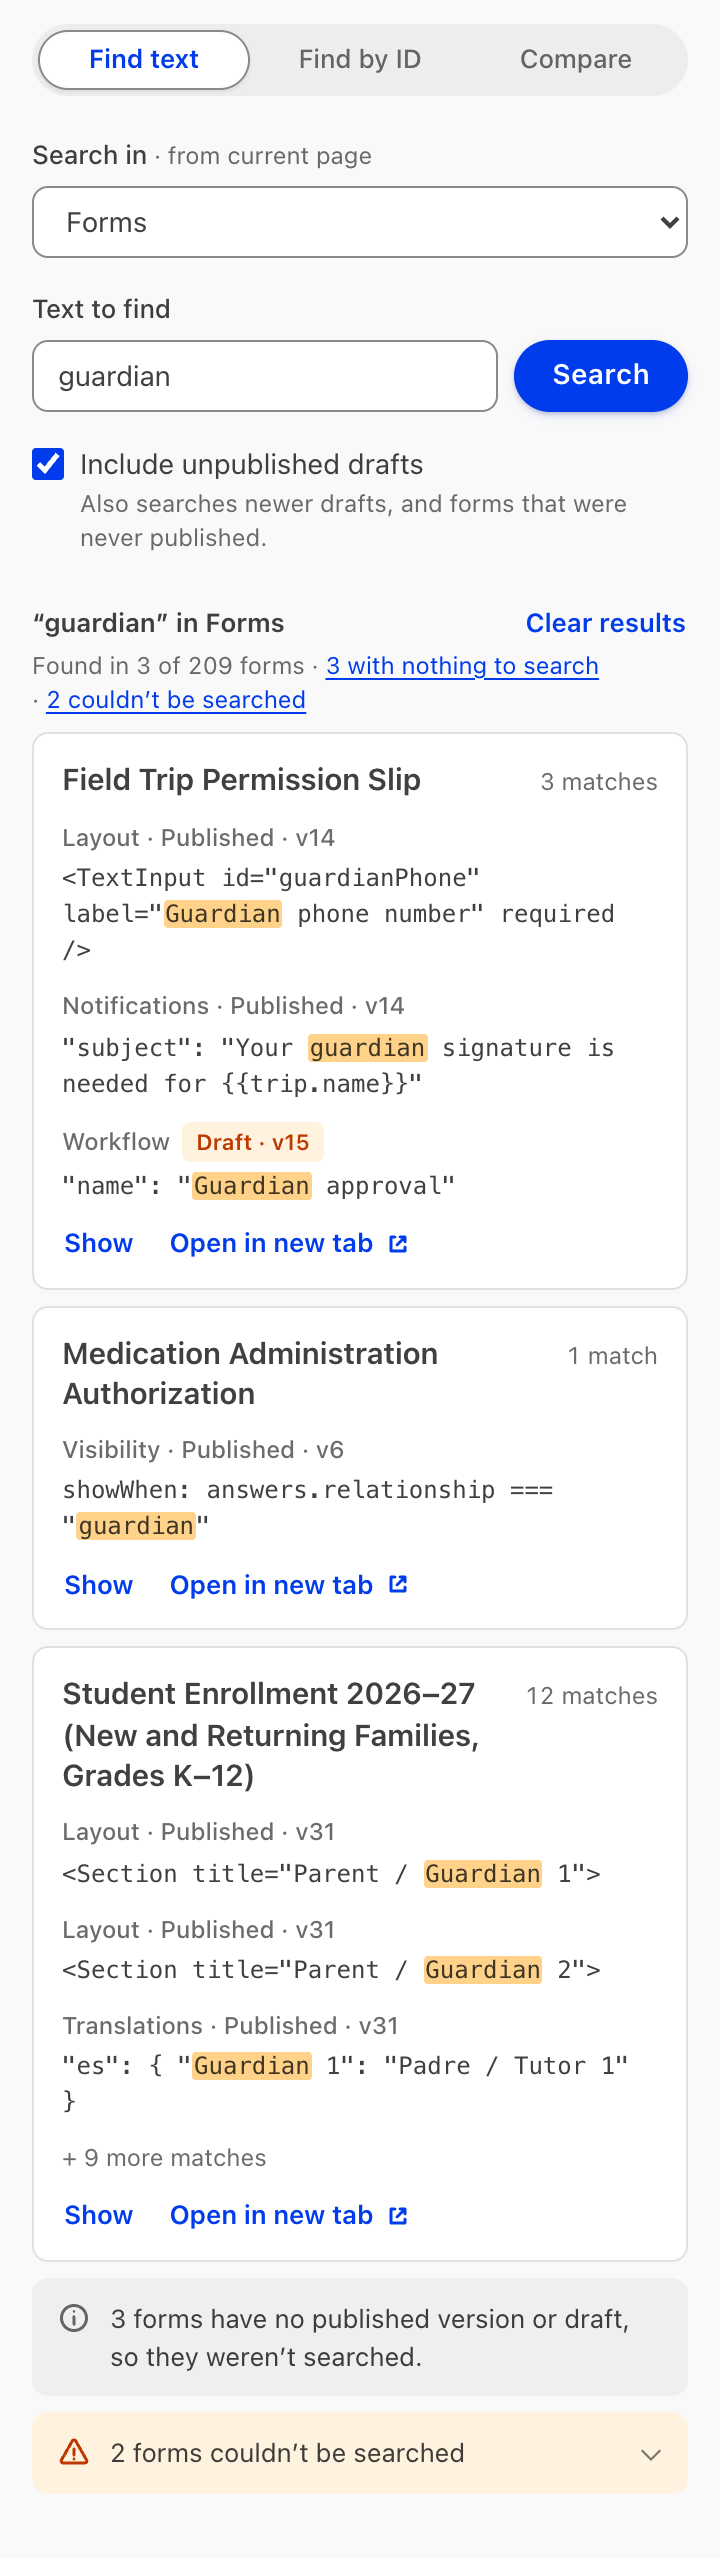 Find text
Find by ID
Compare
Search in · from current page
Forms
Text to find
guardian
Search
Include unpublished drafts
Also searches newer drafts, and forms that were
never published.
“guardian” in Forms
Clear results
Found in 3 of 209 forms · 3 with nothing to search
· 2 couldn’t be searched
Field Trip Permission Slip
3 matches
Layout · Published · v14
<TextInput id="guardianPhone"
label="Guardian phone number" required
/>
Notifications · Published · v14
"subject": "Your guardian signature is
needed for {{trip.name}}"
Workflow Draft · v15
"name": "Guardian approval"
Show Open in new tab
Medication Administration
Authorization
1 match
Visibility · Published · v6
showWhen: answers.relationship ===
"guardian"
Show Open in new tab
Student Enrollment 2026–27
(New and Returning Families,
Grades K–12)
12 matches
Layout · Published · v31
<Section title="Parent / Guardian 1">
Layout · Published · v31
<Section title="Parent / Guardian 2">
Translations · Published · v31
"es": { "Guardian 1": "Padre / Tutor 1"
}
+ 9 more matches
Show Open in new tab
3 forms have no published version or draft,
so they weren’t searched.
2 forms couldn’t be searched